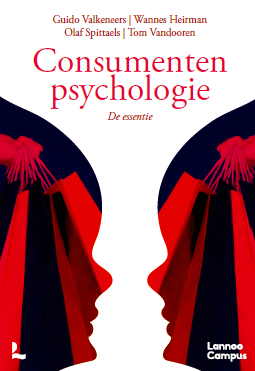 Guido Valkeneers | Wannes Heirman
Olaf Spittaels | Tom Vandooren
Consumenten
psychologie
De essentie
L
Lannoo
Campus